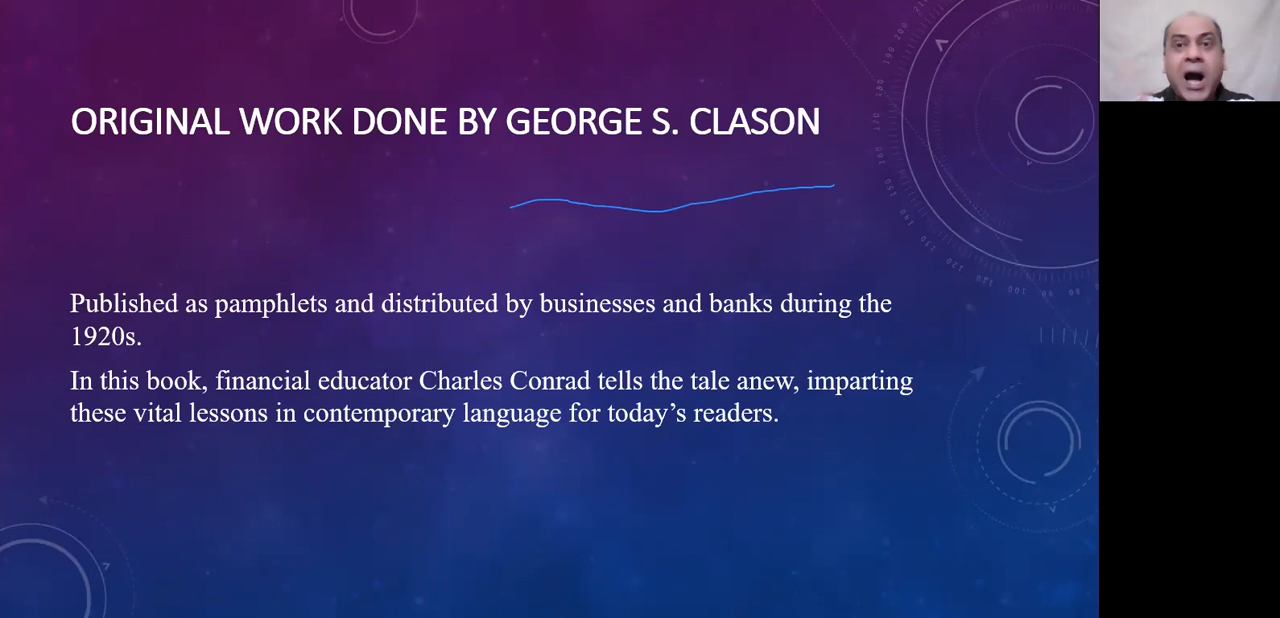 ORIGINAL WORK DONE BY GEORGE S. CLASON
Published as pamphlets and distributed by businesses and banks during the
1920s.
In this book, financial educator Charles Conrad tells the tale anew, imparting
these vital lessons in contemporary language for today’s readers.